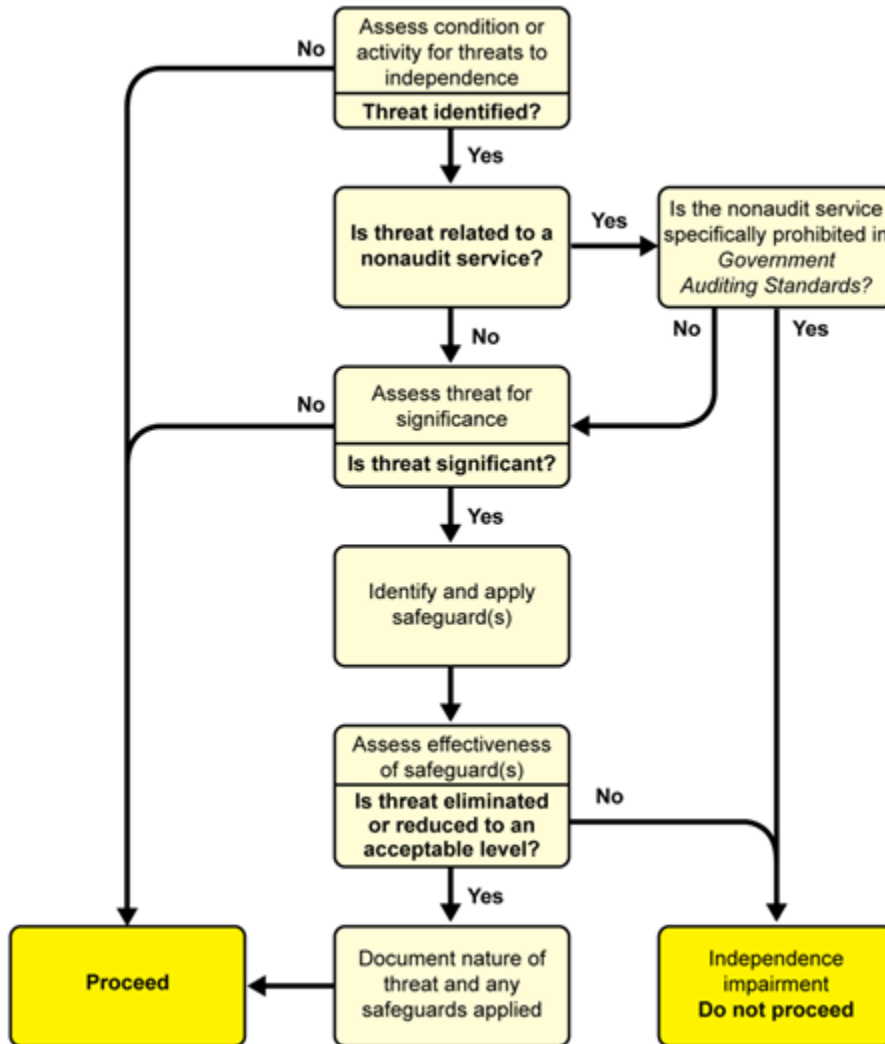 Assess condition or
activity for threats to
independence
Threat identified?
No
Yes
Is threat related to a
nonaudit service?
Yes
Is the nonaudit service
specifically prohibited in
Government
Auditing Standards?
No
No
Yes
Assess threat for
significance
Is threat significant?
No
Yes
Identify and apply
safeguard(s)
Assess effectiveness
of safeguard(s)
Is threat eliminated
or reduced to an
acceptable level?
No
Yes
Proceed
Document nature of
threat and any
safeguards applied
Independence
impairment
Do not proceed